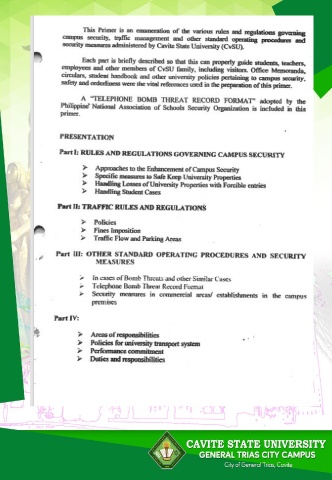 This Primer is an enumeration of the various rules and regulations governing
campus security, traffic management and other standard operating procedures and
security measures administered by Cavite State University (CvSU).
Each part is briefly described so that this can properly guide students, teachers,
employees and other members of CvSU family, including visitors. Office Memoranda,
circulars, student handbook and other university policies pertaining to campus security,
safety and orderliness were the vital references used in the preparation of this primer.
A "TELEPHONE BOMB THREAT RECORD FORMAT" adopted by the
Philippine' National Association of Schools Security Organization is included in this
primer.
PRESENTATION
Part I: RULES AND REGULATIONS GOVERNING CAMPUS SECURITY
➢ Approaches to the Enhancement of Campus Security
➢ Specific measures to Safe Keep University Properties
➢ Handling Losses of University Properties with Forcible entries
➢ Handling Student Cases
Part II: TRAFFIC RULES AND REGULATIONS
➢ Policies
➢ Fines Imposition
➢ Traffic Flow and Parking Areas
Part III: OTHER STANDARD OPERATING PROCEDURES AND SECURITY
MEASURES
➢ In cases of Bomb Threats and other Similar Cases
➢ Telephone Bomb Threat Record Format
➢ Security measures in commercial areas/ establishments in the campus
premises
Part IV:
➢ Areas of responsibilities
➢ Policies for university transport system
➢ Performance commitment
➢ Duties and responsibilities
CAVITE STATE UNIVERSITY
GENERAL TRIAS CITY CAMPUS
City of General Trias, Cavite